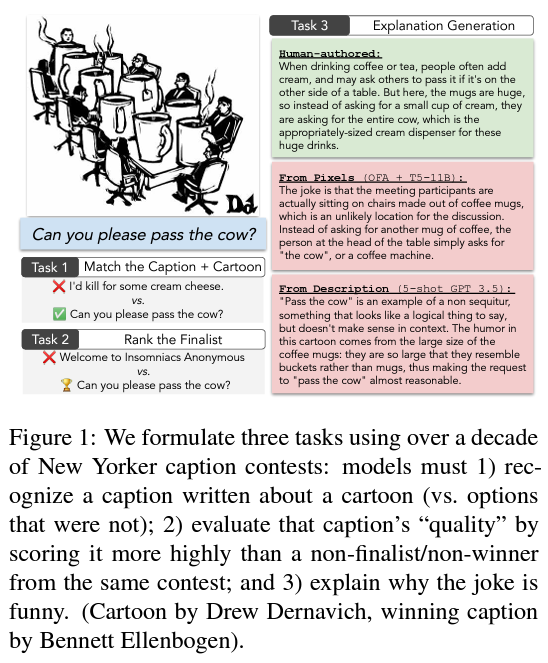 Dd
Can you please pass the cow?
Task 1 Match the Caption + Cartoon
❌ I'd kill for some cream cheese.
vs.
✅ Can you please pass the cow?
Task 2 Rank the Finalist
❌ Welcome to Insomniacs Anonymous
vs.
🏆 Can you please pass the cow?
Task 3 Explanation Generation
Human-authored:
When drinking coffee or tea, people often add
cream, and may ask others to pass it if it's on the
other side of a table. But here, the mugs are huge,
so instead of asking for a small cup of cream, they
are asking for the entire cow, which is the
appropriately-sized cream dispenser for these
huge drinks.
From Pixels (OFA + T5-11B):
The joke is that the meeting participants are
actually sitting on chairs made out of coffee mugs,
which is an unlikely location for the discussion.
Instead of asking for another mug of coffee, the
person at the head of the table simply asks for
"the cow", or a coffee machine.
From Description (5-shot GPT 3.5):
"Pass the cow" is an example of a non sequitur,
something that looks like a logical thing to say,
but doesn't make sense in context. The humor in
this cartoon comes from the large size of the
coffee mugs: they are so large that they resemble
buckets rather than mugs, thus making the request
to "pass the cow" almost reasonable.
Figure 1: We formulate three tasks using over a decade
of New Yorker caption contests: models must 1) rec-
ognize a caption written about a cartoon (vs. options
that were not); 2) evaluate that caption's “quality” by
scoring it more highly than a non-finalist/non-winner
from the same contest; and 3) explain why the joke is
funny. (Cartoon by Drew Dernavich, winning caption
by Bennett Ellenbogen).